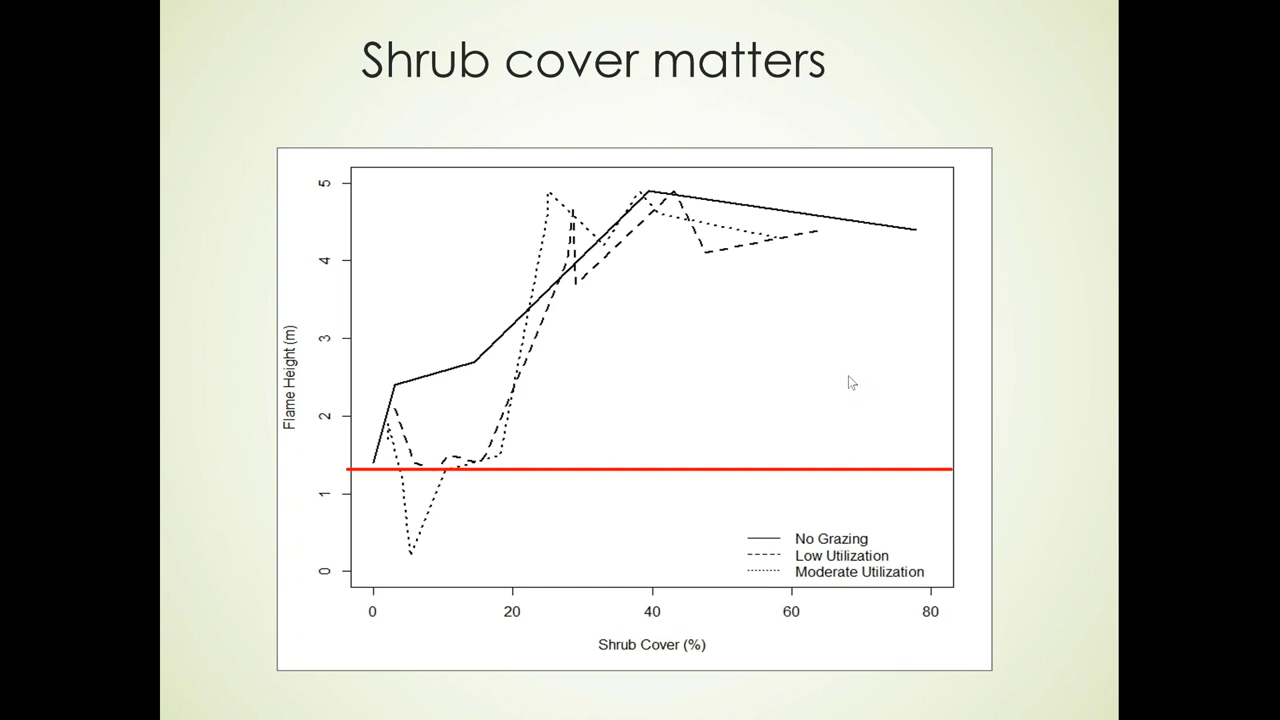 Shrub cover matters
5
4
3
2
1
0
Flame Height (m)
No Grazing
Low Utilization
Moderate Utilization
0 20 40 60 80
Shrub Cover (%)